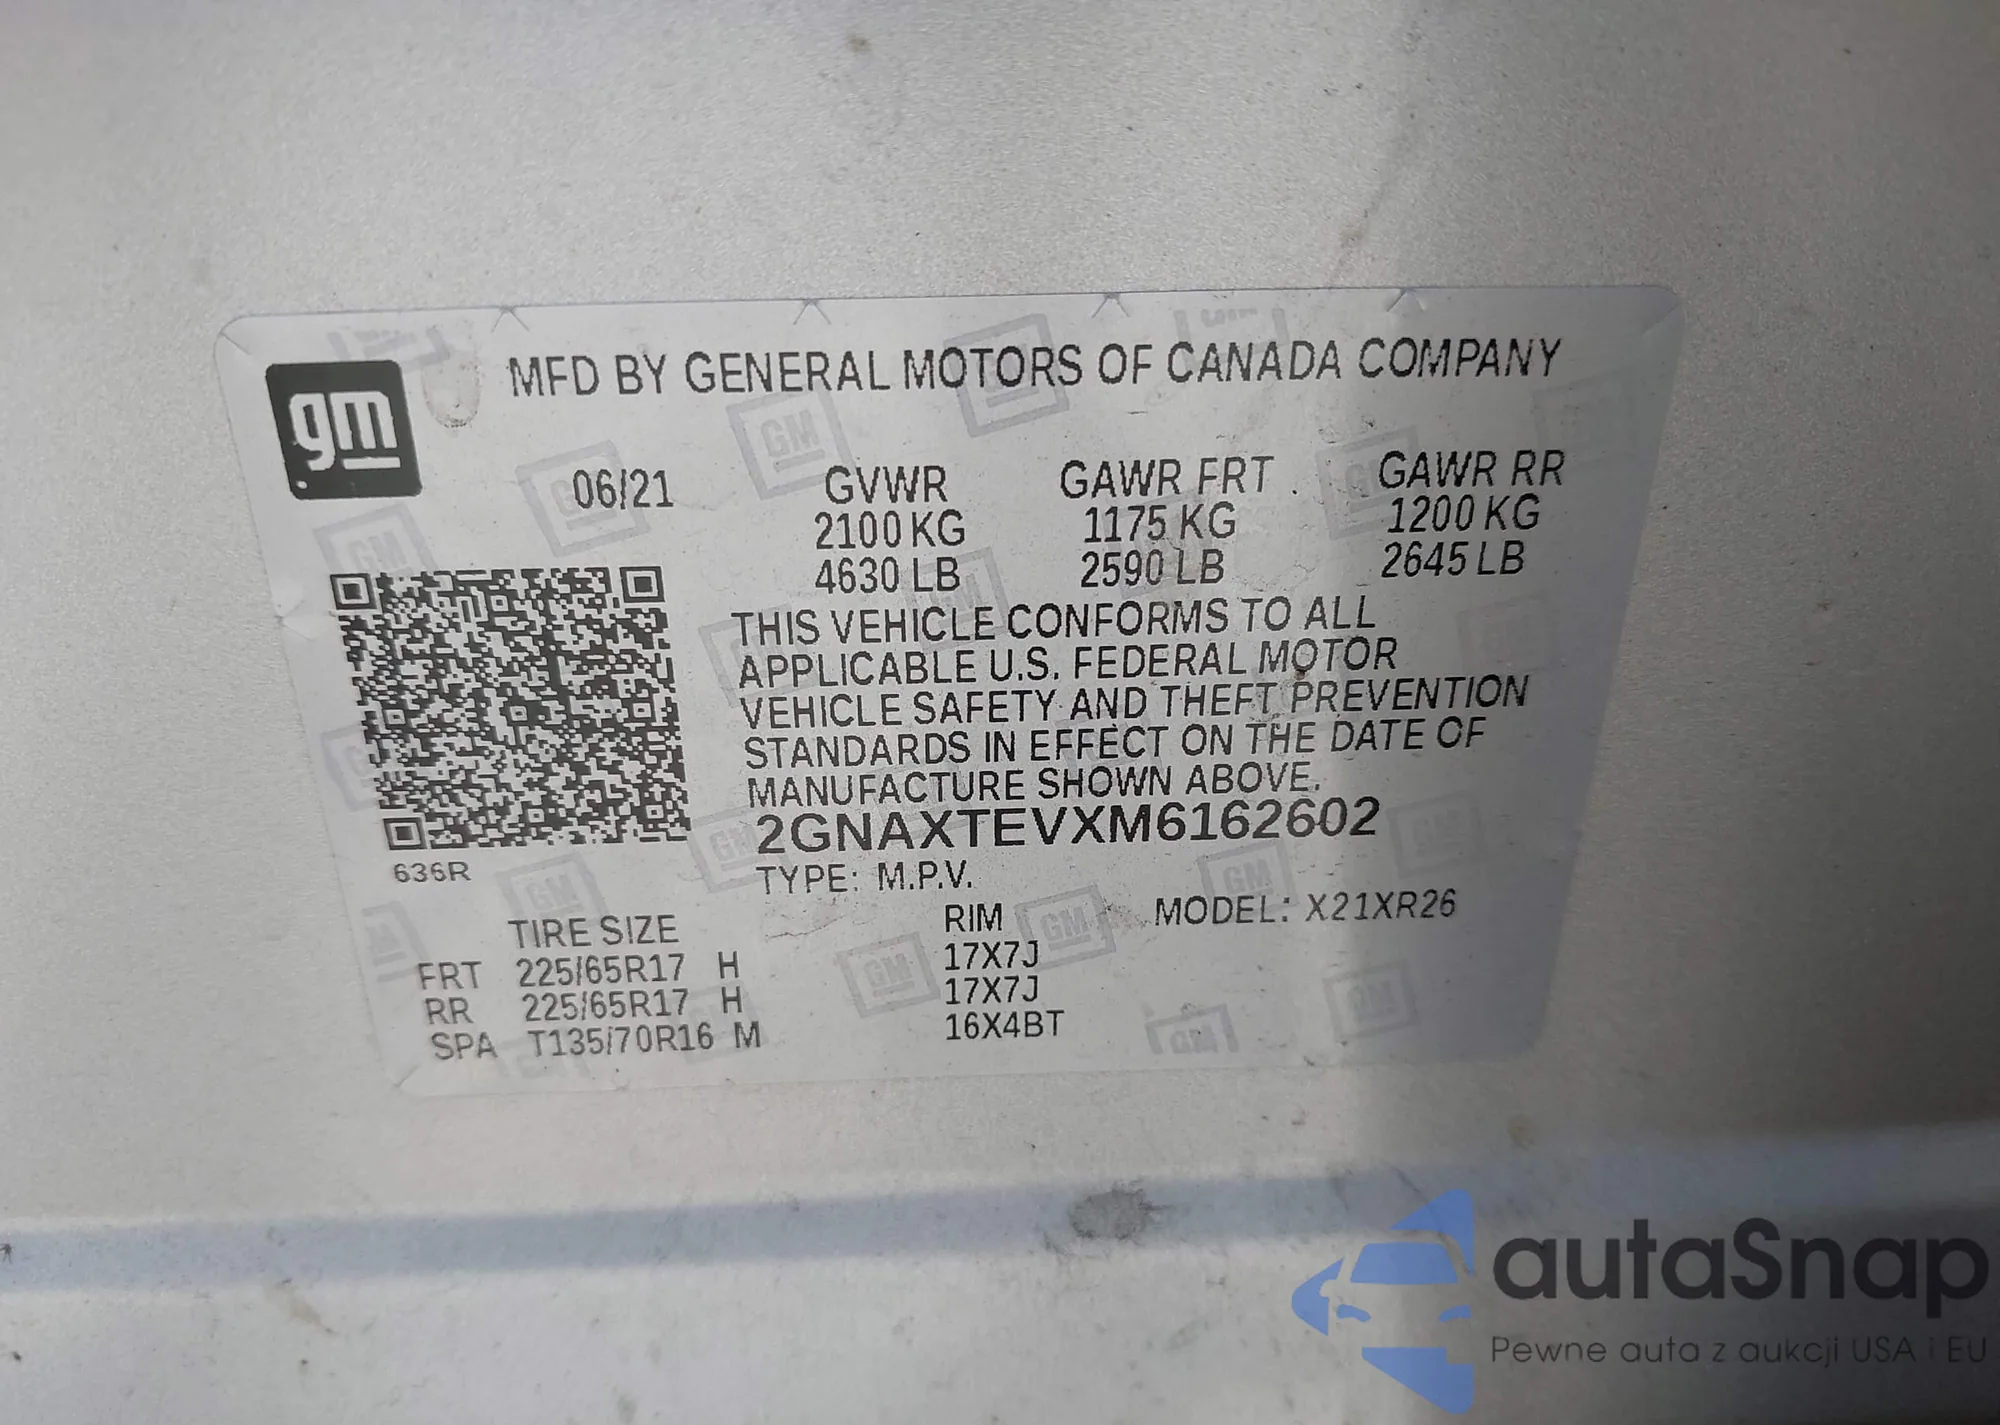 gm
MFD BY GENERAL MOTORS OF CANADA COMPANY
06/21 GVWR GAWR FRT GAWR RR
2100 KG 1175 KG 1200 KG
4630 LB 2590 LB 2645 LB
THIS VEHICLE CONFORMS TO ALL
APPLICABLE U.S. FEDERAL MOTOR
VEHICLE SAFETY AND THEFT PREVENTION
STANDARDS IN EFFECT ON THE DATE OF
MANUFACTURE SHOWN ABOVE.
2GNAXTEVXM6162602
636R
TYPE: M.P.V.
TIRE SIZE RIM MODEL: X21XR26
FRT 225/65R17 H 17X7J
RR 225/65R17 H 17X7J
SPA T135/70R16 M 16X4BT
autaSnap
Pewne auta z aukcji USA i EU